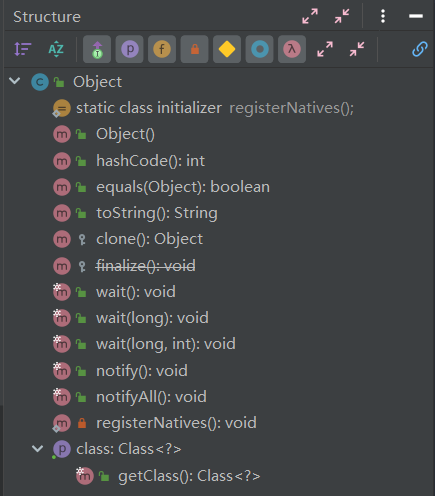 Structure
Object
static class initializer registerNatives();
Object()
hashCode(): int
equals(Object): boolean
toString(): String
clone(): Object
finalize(): void
wait(): void
wait(long): void
wait(long, int): void
notify(): void
notifyAll(): void
registerNatives(): void
class: Class<?>
getClass(): Class<?>